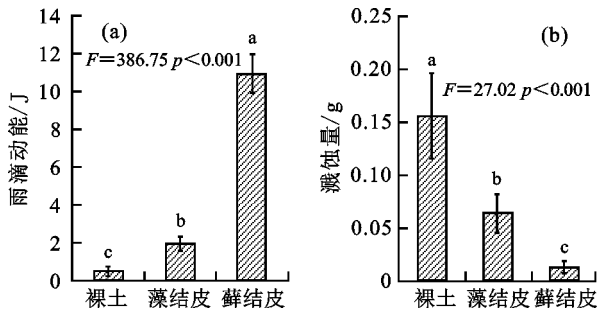 (a)
雨滴动能/J
14
12
10
8
6
4
2
0
F=386.75 p<0.001
c
b
a
裸土 藻结皮 藓结皮
(b)
溅蚀量/g
0.25
0.20
0.15
0.10
0.05
0
F=27.02 p<0.001
a
b
c
裸土 藻结皮 藓结皮